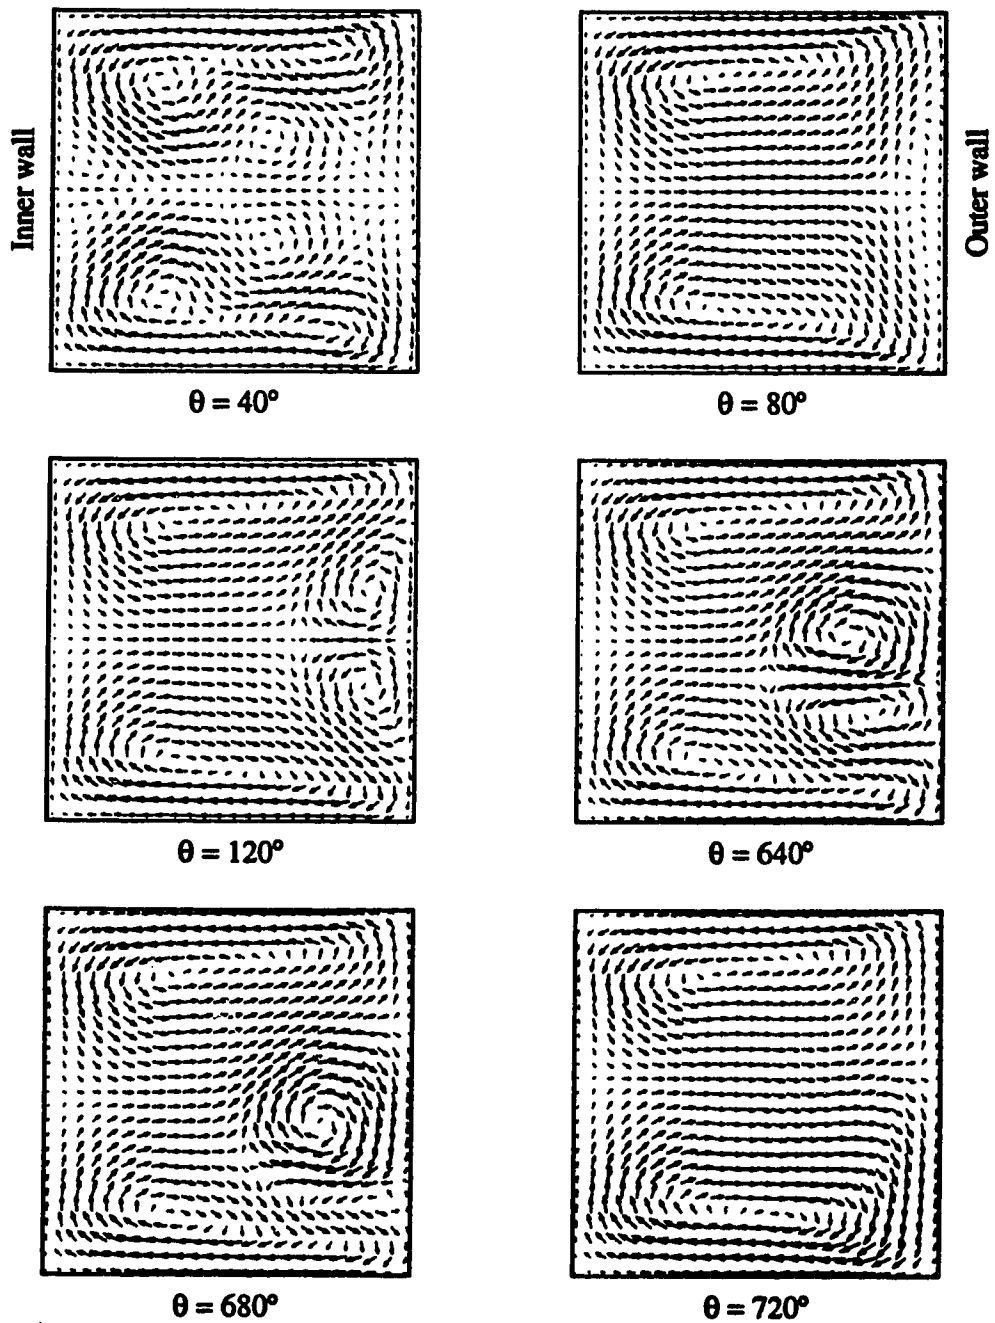 Inner wall
Outer wall
θ = 40°
θ = 80°
θ = 120°
θ = 640°
θ = 680°
θ = 720°